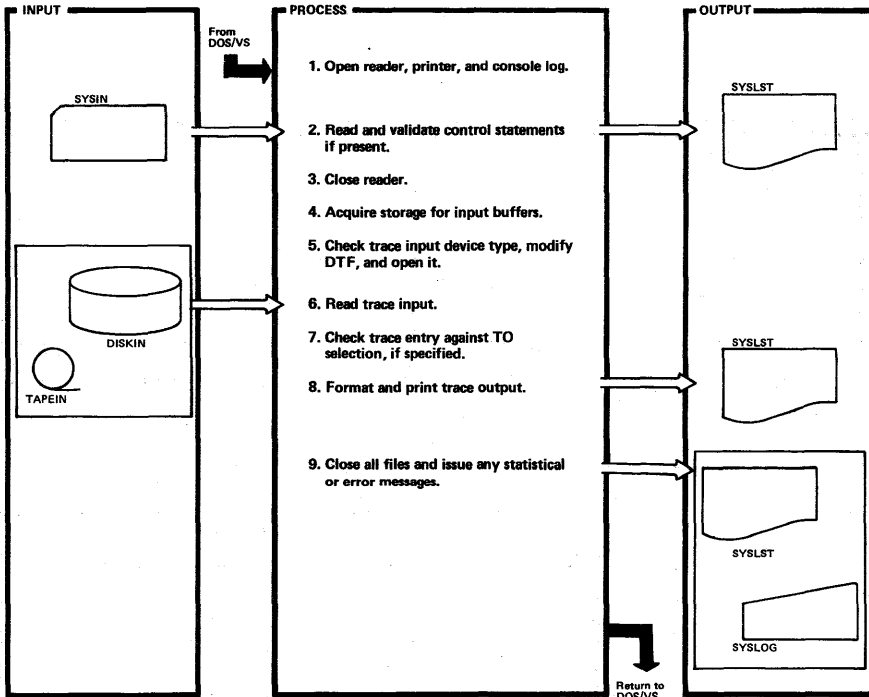 INPUT
PROCESS
OUTPUT
From
DOS/VS
SYSIN
DISKIN
TAPEIN
1. Open reader, printer, and console log.
2. Read and validate control statements
if present.
3. Close reader.
4. Acquire storage for input buffers.
5. Check trace input device type, modify
DTF, and open it.
6. Read trace input.
7. Check trace entry against TO
selection, if specified.
8. Format and print trace output.
9. Close all files and issue any statistical
or error messages.
SYSLST
SYSLST
SYSLST
SYSLOG
Return to
DOS/VS